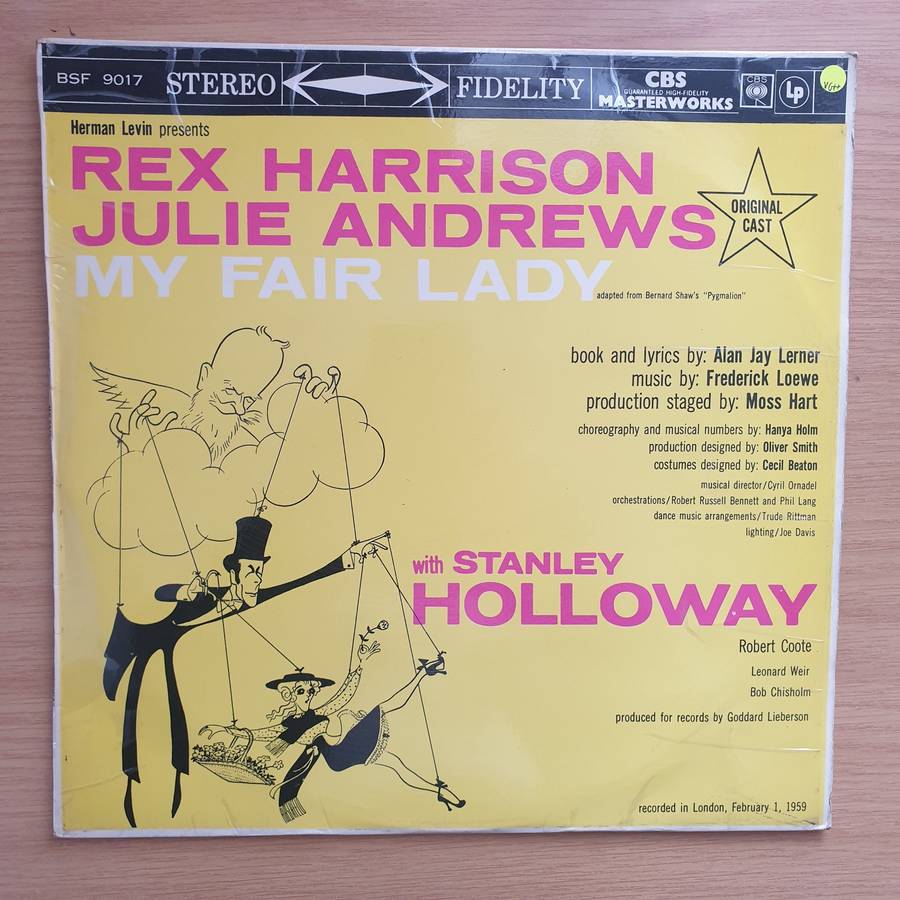 BSF 9017 STEREO FIDELITY CBS CBS Lp VG++
GUARANTEED HIGH-FIDELITY
MASTERWORKS
Herman Levin presents
REX HARRISON
JULIE ANDREWS
ORIGINAL
CAST
MY FAIR LADY
adapted from Bernard Shaw's "Pygmalion"
book and lyrics by: Alan Jay Lerner
music by: Frederick Loewe
production staged by: Moss Hart
choreography and musical numbers by: Hanya Holm
production designed by: Oliver Smith
costumes designed by: Cecil Beaton
musical director/Cyril Ornadel
orchestrations/Robert Russell Bennett and Phil Lang
dance music arrangements/Trude Rittman
lighting/Joe Davis
with STANLEY
HOLLOWAY
Robert Coote
Leonard Weir
Bob Chisholm
produced for records by Goddard Lieberson
recorded in London, February 1, 1959